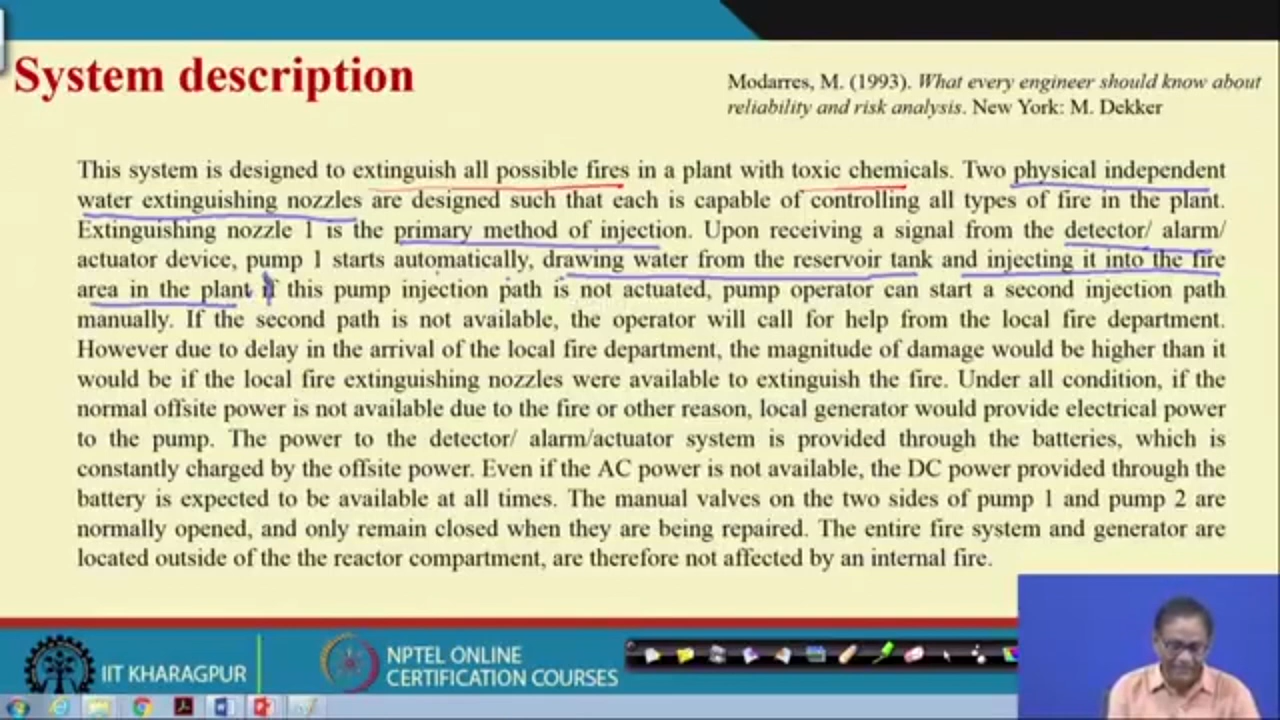 System description
Modarres, M. (1993). What every engineer should know about
reliability and risk analysis. New York: M. Dekker
This system is designed to extinguish all possible fires in a plant with toxic chemicals. Two physical independent
water extinguishing nozzles are designed such that each is capable of controlling all types of fire in the plant.
Extinguishing nozzle 1 is the primary method of injection. Upon receiving a signal from the detector/ alarm/
actuator device, pump 1 starts automatically, drawing water from the reservoir tank and injecting it into the fire
area in the plant. If this pump injection path is not actuated, pump operator can start a second injection path
manually. If the second path is not available, the operator will call for help from the local fire department.
However due to delay in the arrival of the local fire department, the magnitude of damage would be higher than it
would be if the local fire extinguishing nozzles were available to extinguish the fire. Under all condition, if the
normal offsite power is not available due to the fire or other reason, local generator would provide electrical power
to the pump. The power to the detector/ alarm/actuator system is provided through the batteries, which is
constantly charged by the offsite power. Even if the AC power is not available, the DC power provided through the
battery is expected to be available at all times. The manual valves on the two sides of pump 1 and pump 2 are
normally opened, and only remain closed when they are being repaired. The entire fire system and generator are
located outside of the the reactor compartment, are therefore not affected by an internal fire.
IIT KHARAGPUR
NPTEL ONLINE
CERTIFICATION COURSES